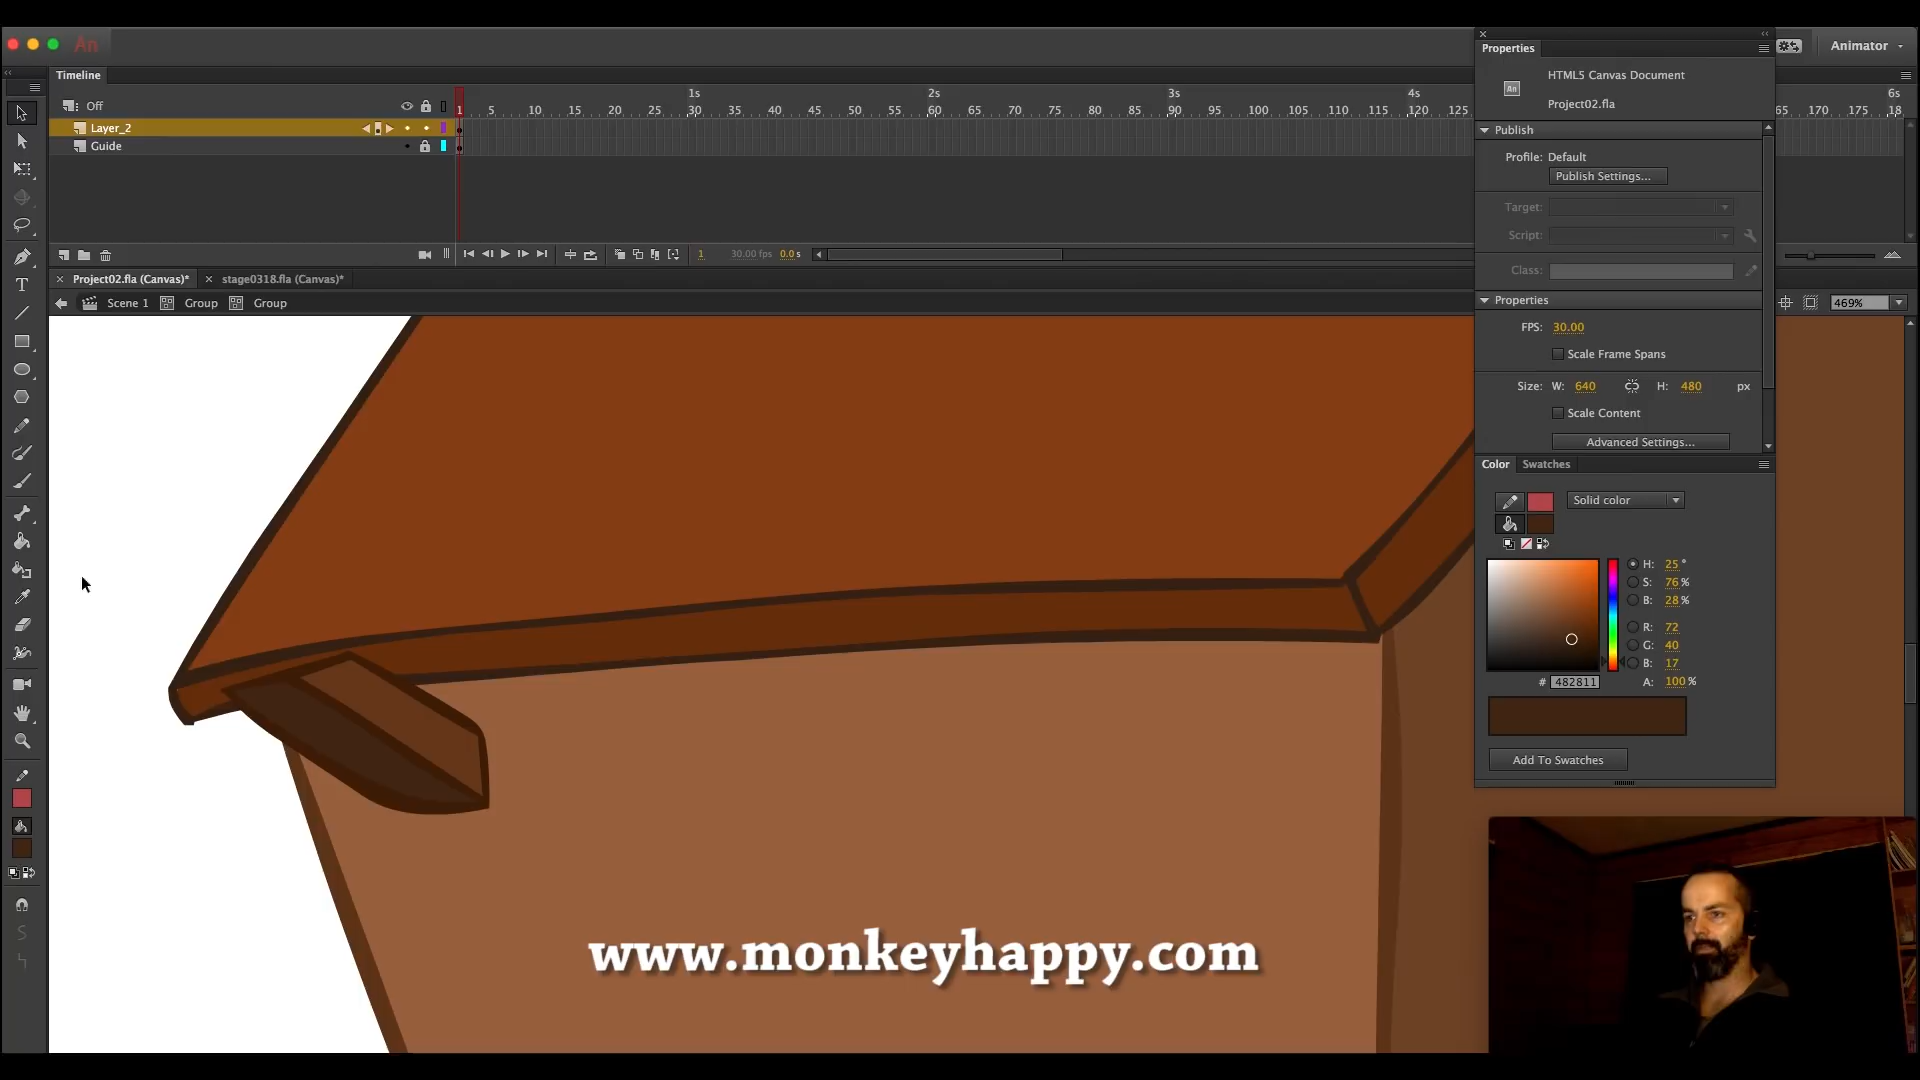 An
Animator
Timeline
Off
1s 2s 3s 4s 6s
1 5 10 15 20 25 30 35 40 45 50 55 60 65 70 75 80 85 90 95 100 105 110 115 120 125 65 170 175 18
Layer_2
Guide
1 30.00 fps 0.0 s
Project02.fla (Canvas)* stage0318.fla (Canvas)*
Scene 1 Group Group
469%
Properties
HTML5 Canvas Document
An
Project02.fla
Publish
Profile: Default
Publish Settings...
Target:
Script:
Class:
Properties
FPS: 30.00
Scale Frame Spans
Size: W: 640 H: 480 px
Scale Content
Advanced Settings...
Color Swatches
Solid color
H: 25 °
S: 76 %
B: 28 %
R: 72
G: 40
B: 17
# 482811 A: 100 %
Add To Swatches
www.monkeyhappy.com